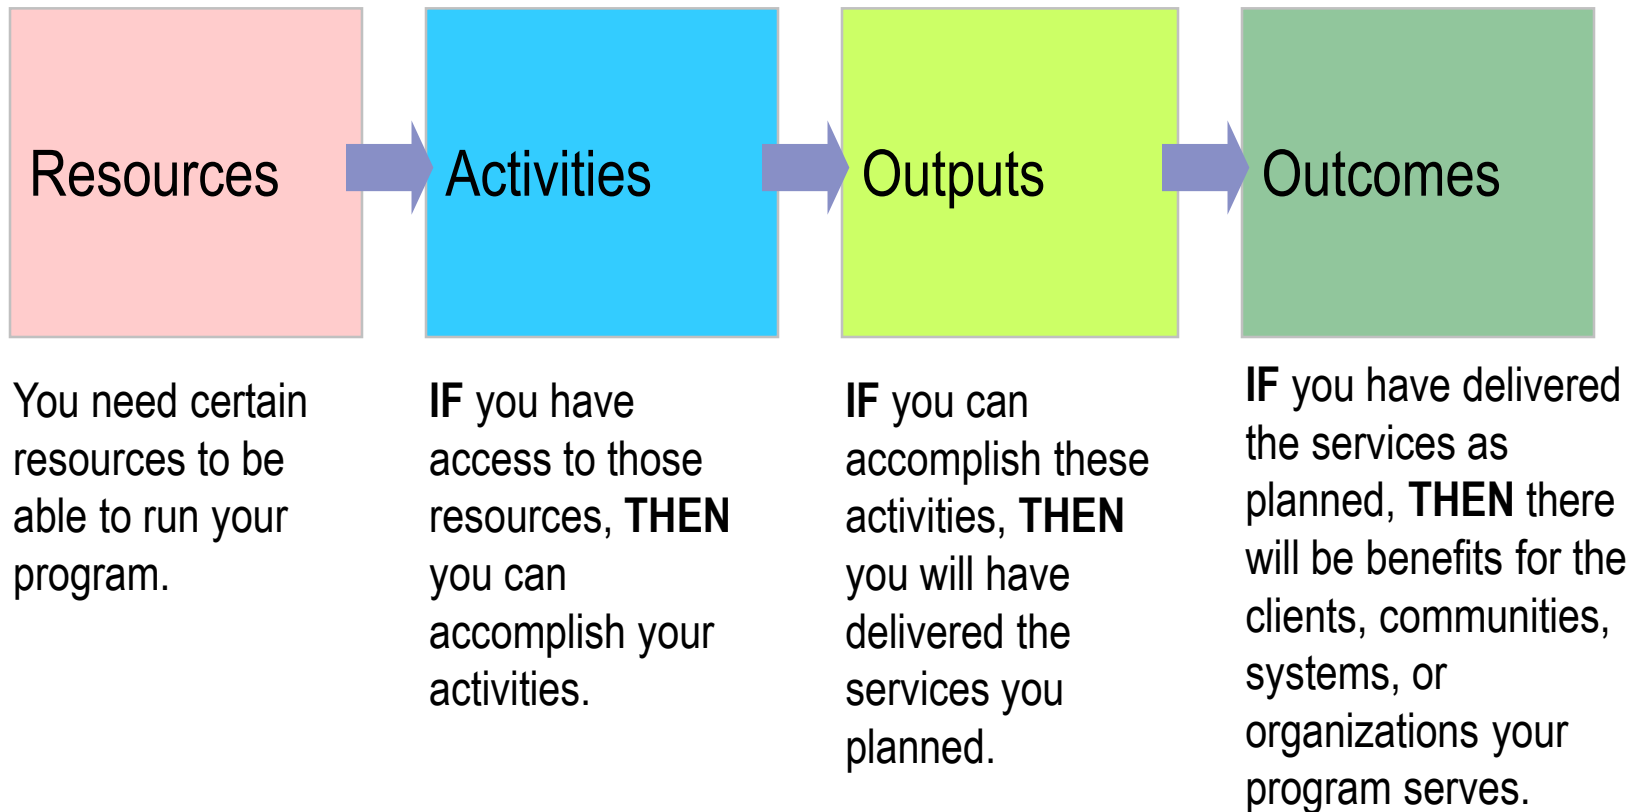 Resources
Activities
Outputs
Outcomes
You need certain
resources to be
able to run your
program.
IF you have
access to those
resources, THEN
you can
accomplish your
activities.
IF you can
accomplish these
activities, THEN
you will have
delivered the
services you
planned.
IF you have delivered
the services as
planned, THEN there
will be benefits for the
clients, communities,
systems, or
organizations your
program serves.